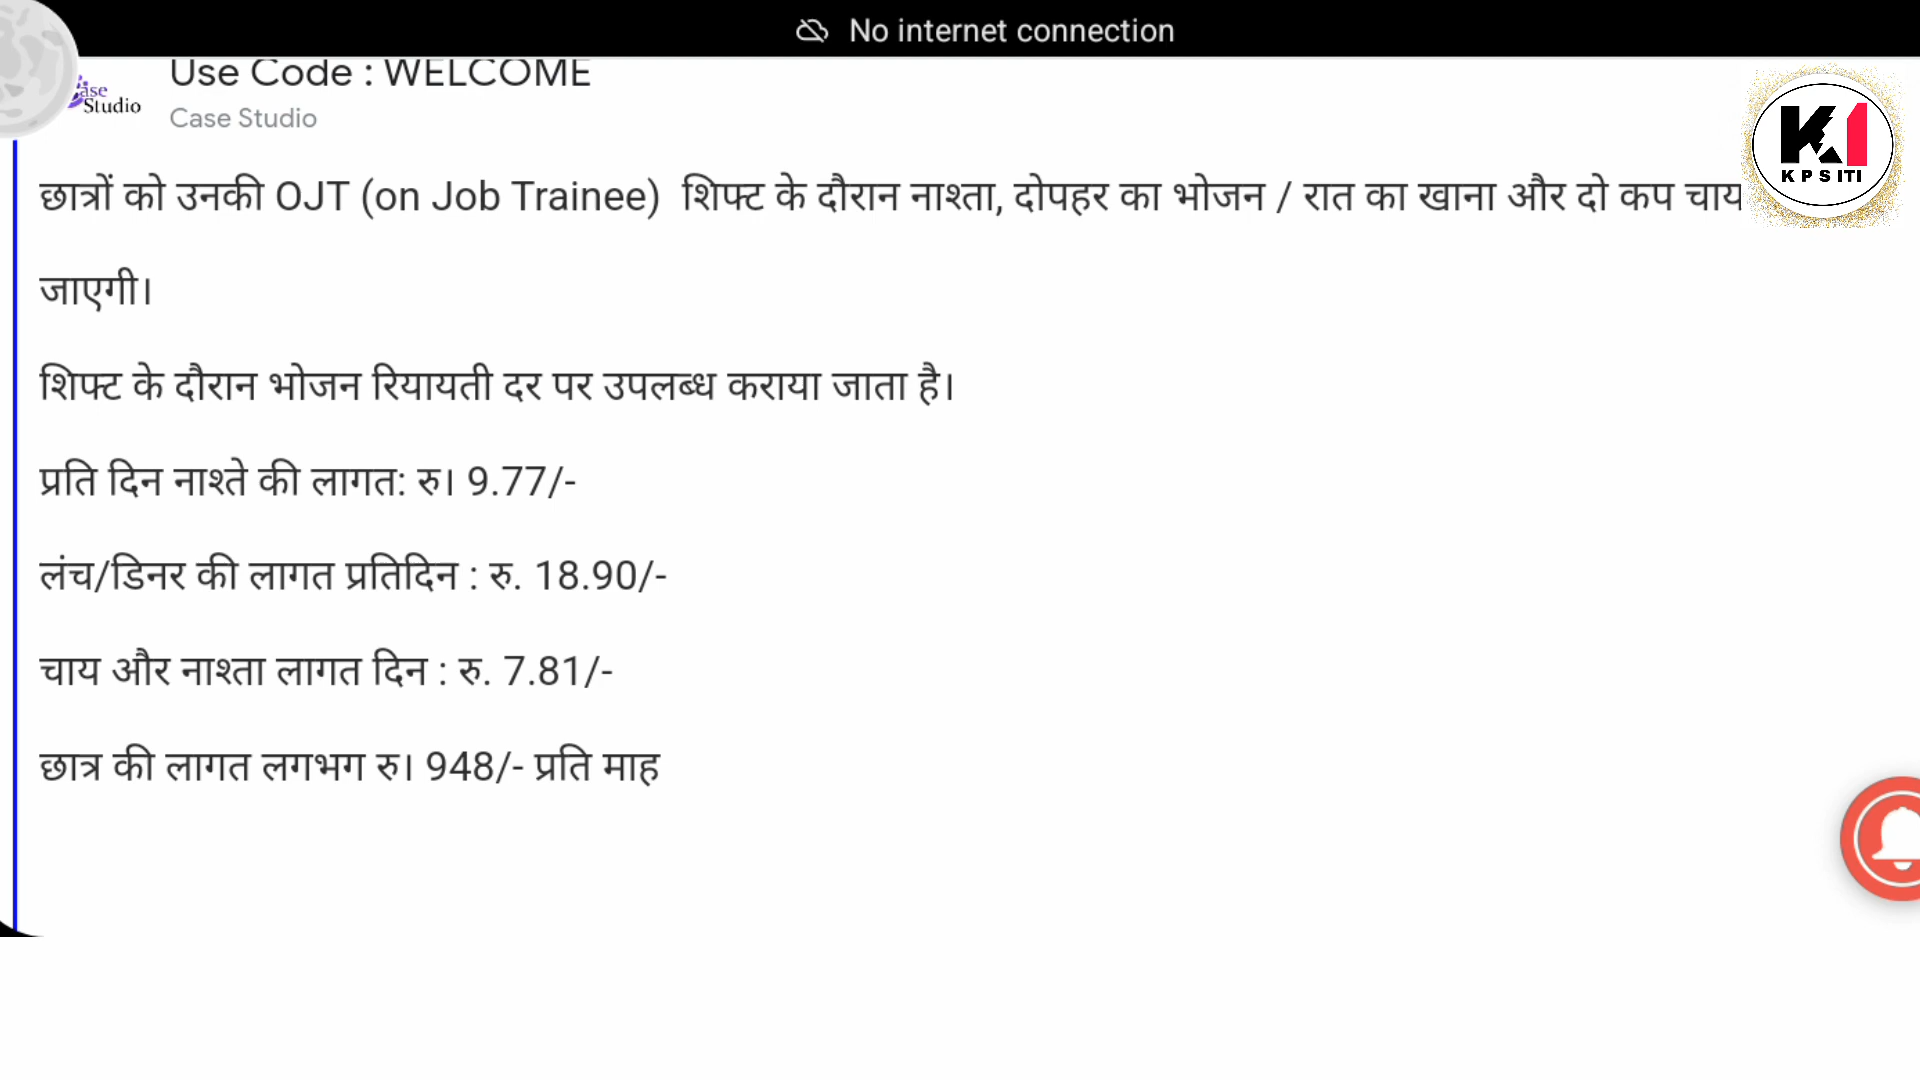 No internet connection
Use Code : WELCOME
ase
Studio
Case Studio
K1
KPS ITI
छात्रों को उनकी OJT (on Job Trainee) शिफ्ट के दौरान नाश्ता, दोपहर का भोजन / रात का खाना और दो कप चाय
जाएगी।
शिफ्ट के दौरान भोजन रियायती दर पर उपलब्ध कराया जाता है।
प्रति दिन नाश्ते की लागत: रु। 9.77/-
लंच/डिनर की लागत प्रतिदिन : रु. 18.90/-
चाय और नाश्ता लागत दिन : रु. 7.81/-
छात्र की लागत लगभग रु। 948/- प्रति माह